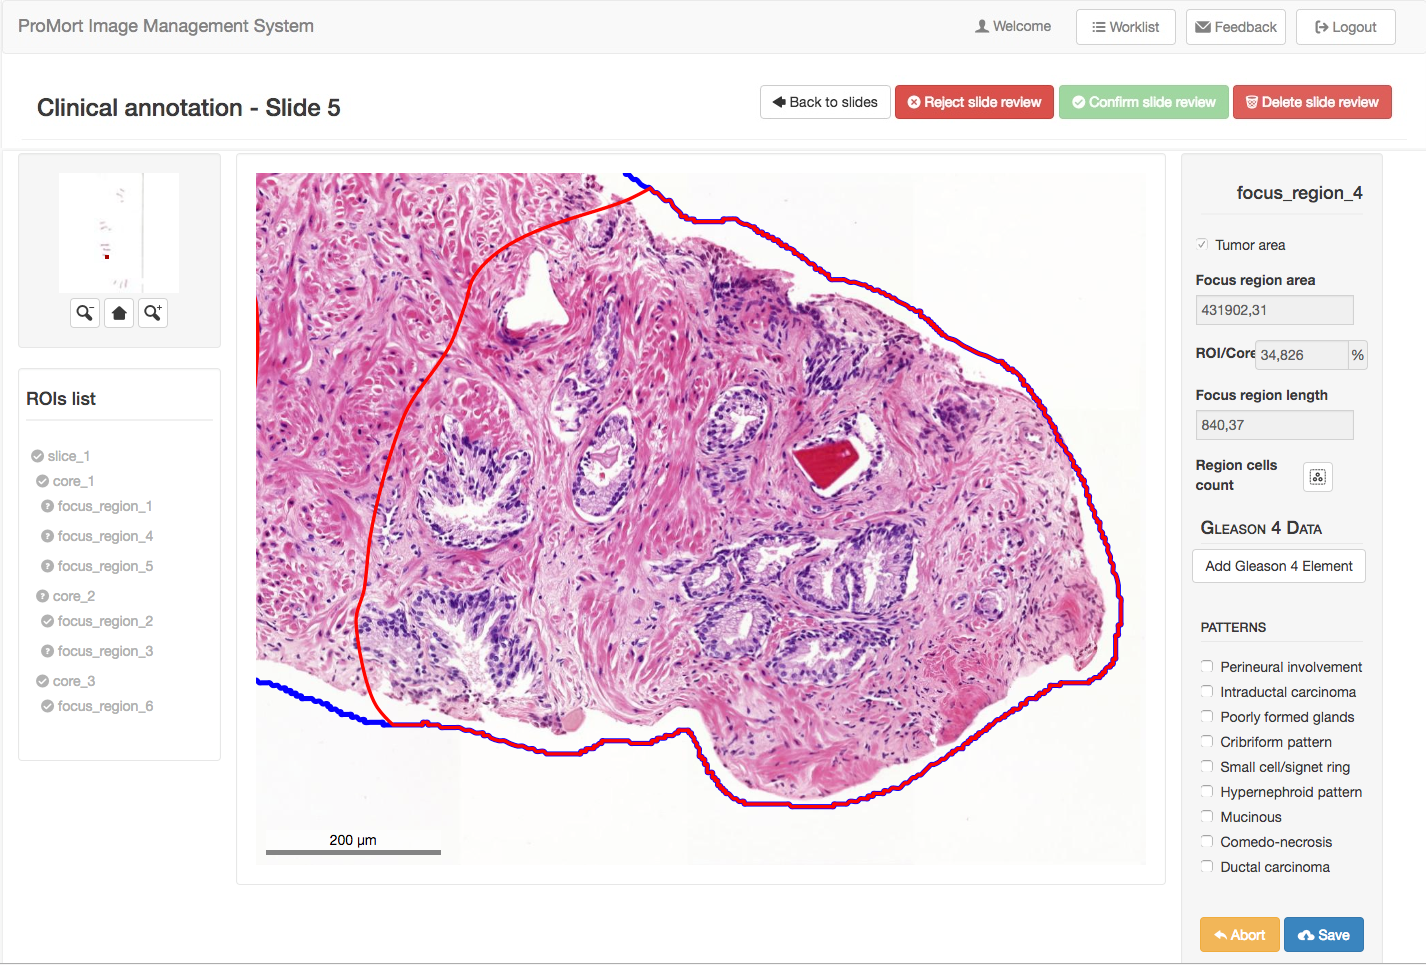 ProMort Image Management System
Welcome
Worklist
Feedback
Logout
Clinical annotation - Slide 5
Back to slides
Reject slide review
Confirm slide review
Delete slide review
ROIs list
slice_1
core_1
focus_region_1
focus_region_4
focus_region_5
core_2
focus_region_2
focus_region_3
core_3
focus_region_6
200 µm
focus_region_4
Tumor area
Focus region area
431902,31
ROI/Core 34,826 %
Focus region length
840,37
Region cells
count
Gleason 4 Data
Add Gleason 4 Element
PATTERNS
Perineural involvement
Intraductal carcinoma
Poorly formed glands
Cribriform pattern
Small cell/signet ring
Hypernephroid pattern
Mucinous
Comedo-necrosis
Ductal carcinoma
Abort
Save